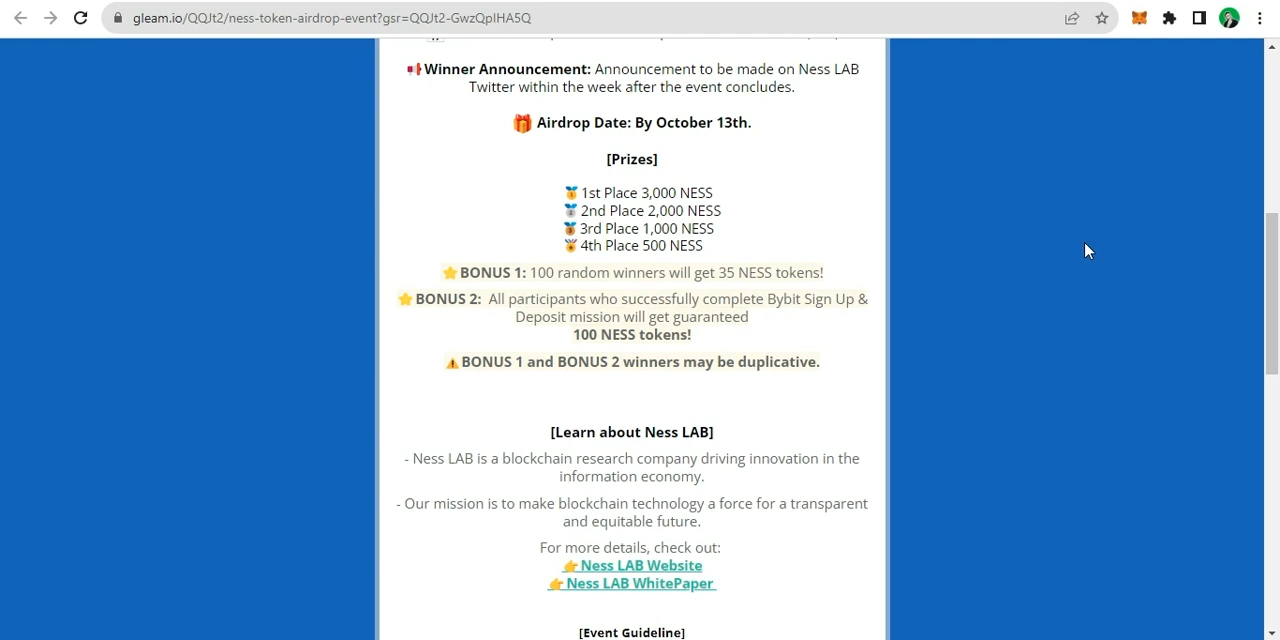 gleam.io/QQJt2/ness-token-airdrop-event?gsr=QQJt2-GwzQpIHA5Q
📢Winner Announcement: Announcement to be made on Ness LAB
Twitter within the week after the event concludes.
🎁 Airdrop Date: By October 13th.
[Prizes]
🥇1st Place 3,000 NESS
🥈2nd Place 2,000 NESS
🥉3rd Place 1,000 NESS
🏅4th Place 500 NESS
⭐BONUS 1: 100 random winners will get 35 NESS tokens!
⭐BONUS 2: All participants who successfully complete Bybit Sign Up &
Deposit mission will get guaranteed
100 NESS tokens!
⚠️BONUS 1 and BONUS 2 winners may be duplicative.
[Learn about Ness LAB]
- Ness LAB is a blockchain research company driving innovation in the
information economy.
- Our mission is to make blockchain technology a force for a transparent
and equitable future.
For more details, check out:
👉Ness LAB Website
👉Ness LAB WhitePaper
[Event Guideline]